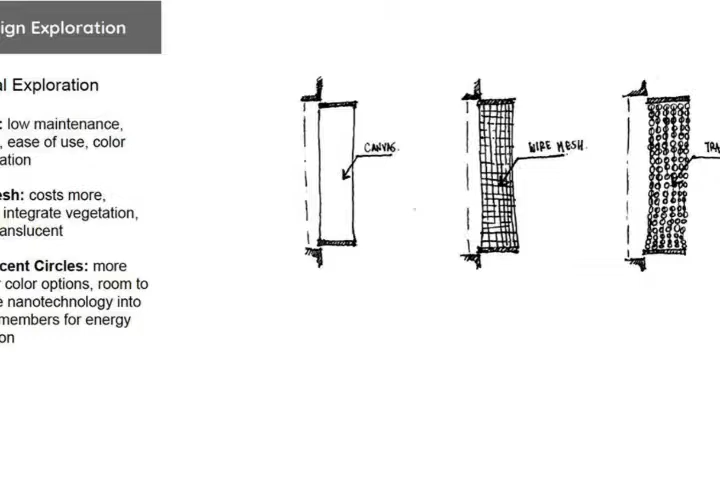 ign Exploration
al Exploration
: low maintenance,
, ease of use, color
ation
esh: costs more,
integrate vegetation,
anslucent
cent Circles: more
color options, room to
e nanotechnology into
members for energy
on
CANVAS.
WIRE MESH.
TRA